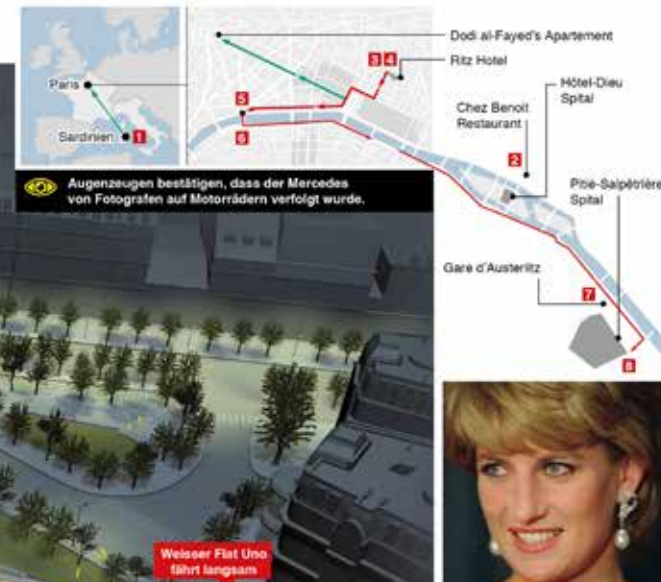 Paris
Sardinien
1
Dodi al-Fayed's Apartement
3 4
Ritz Hotel
5
6
Hôtel-Dieu
Spital
Chez Benoit
Restaurant
2
Pitie-Salpêtrière
Spital
Gare d'Austerlitz
7
8
Augenzeugen bestätigen, dass der Mercedes
von Fotografen auf Motorrädern verfolgt wurde.
Weisser Fiat Uno
fährt langsam